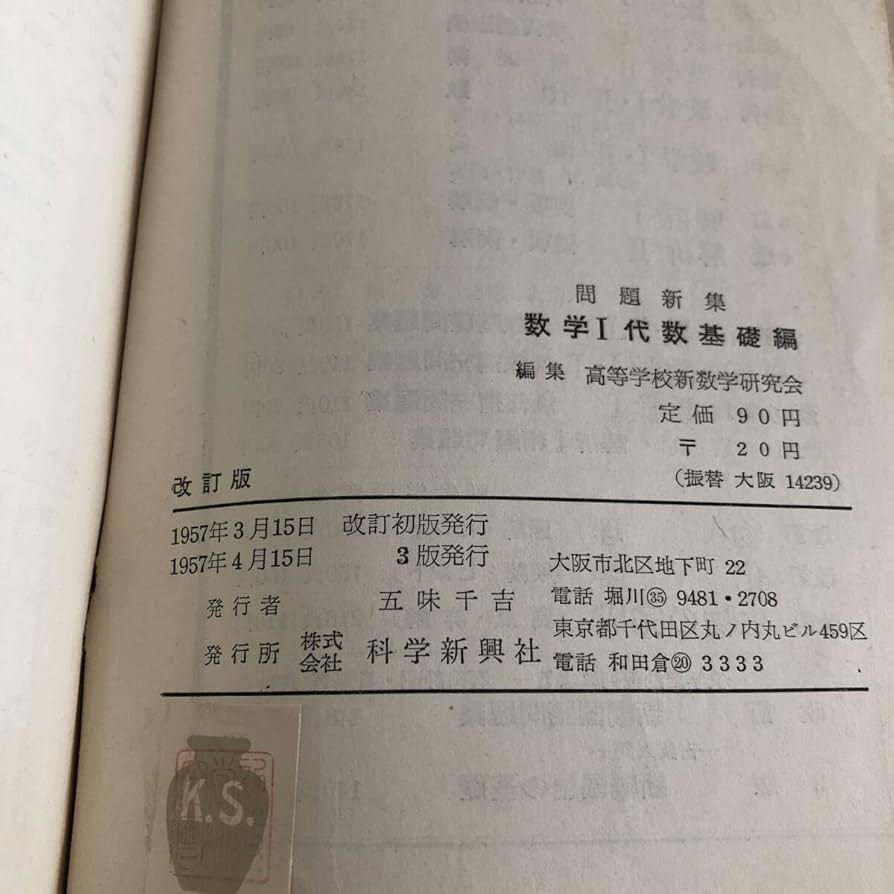 問題新集
数学I代数基礎編
編集 高等学校新数学研究会
定価 90円
〒 20円
(振替 大阪 14239)
改訂版
1957年3月15日 改訂初版発行
1957年4月15日 3版発行
発行者 五味千吉
発行所 株式会社 科学新興社
大阪市北区地下町 22
電話 堀川㉟ 9481・2708
東京都千代田区丸ノ内丸ビル459区
電話 和田倉⑳ 3333
K.S.